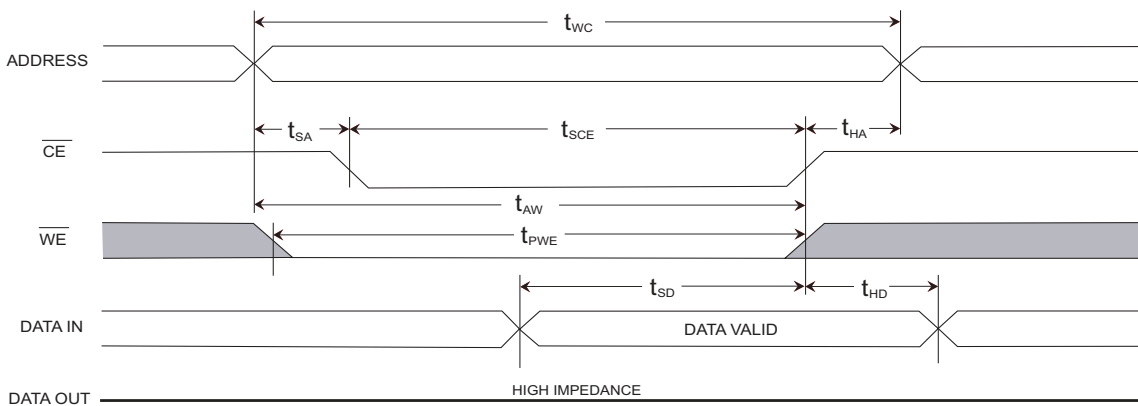 tWC
ADDRESS
tSA tSCE tHA
CE
tAW
WE
tPWE
tSD tHD
DATA IN
DATA VALID
HIGH IMPEDANCE
DATA OUT